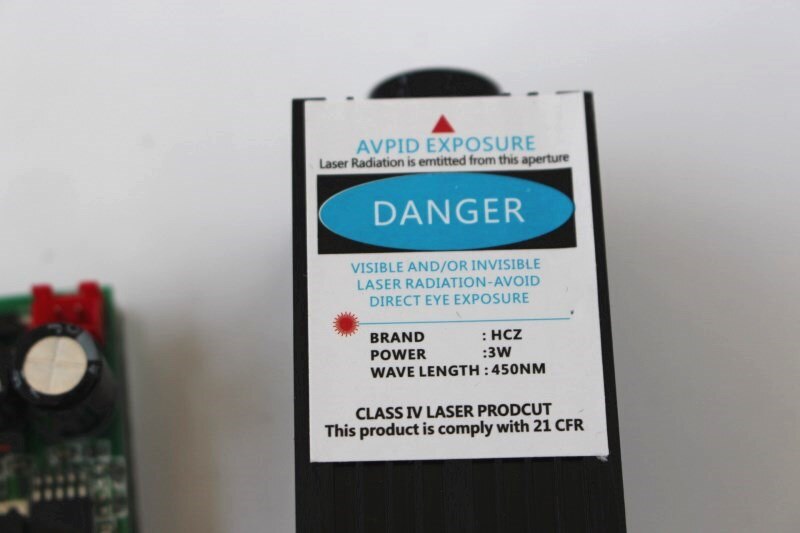 AVPID EXPOSURE
Laser Radiation is emtitted from this aperture
DANGER
VISIBLE AND/OR INVISIBLE
LASER RADIATION-AVOID
DIRECT EYE EXPOSURE
BRAND : HCZ
POWER :3W
WAVE LENGTH : 450NM
CLASS IV LASER PRODCUT
This product is comply with 21 CFR